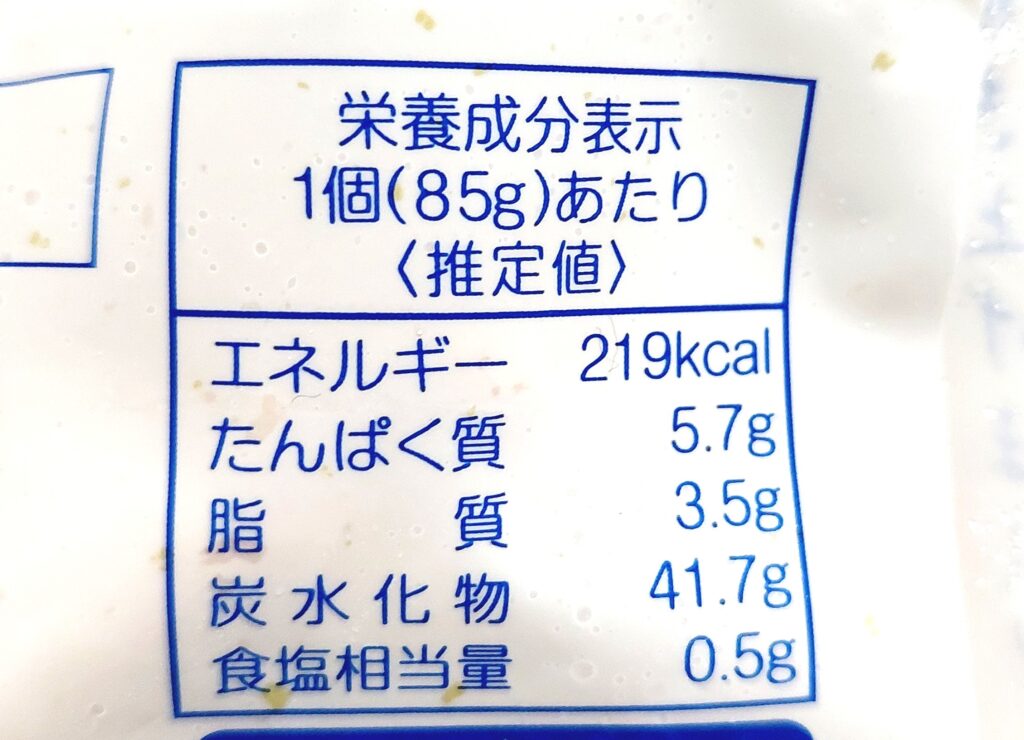 栄養成分表示
1個(85g)あたり
〈推定値〉
エネルギー 219kcal
たんぱく質 5.7g
脂質 3.5g
炭水化物 41.7g
食塩相当量 0.5g